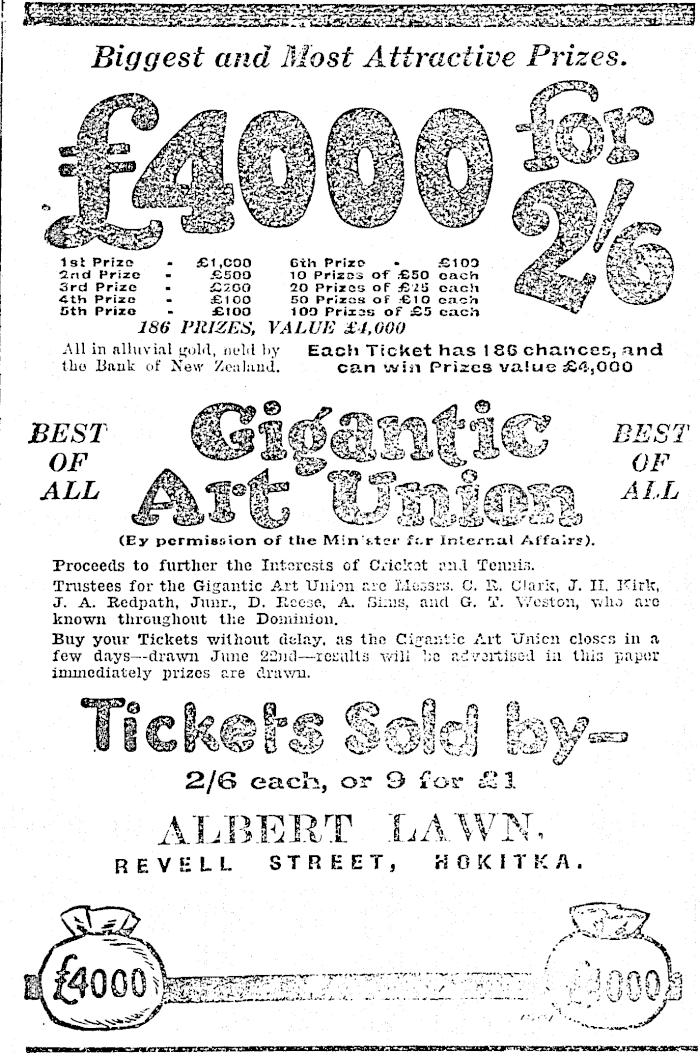 Biggest and Most Attractive Prizes.
£4000 for 2/6
1st Prize - £1,000
2nd Prize - £500
3rd Prize - £200
4th Prize - £100
5th Prize - £100
6th Prize - £100
10 Prizes of £50 each
20 Prizes of £25 each
50 Prizes of £10 each
100 Prizes of £5 each
186 PRIZES, VALUE £4,000
All in alluvial gold, held by
the Bank of New Zealand.
Each Ticket has 186 chances, and
can win Prizes value £4,000
BEST
OF
ALL
Gigantic
Art Union
BEST
OF
ALL
(By permission of the Minister for Internal Affairs).
Proceeds to further the Interests of Cricket and Tennis.
Trustees for the Gigantic Art Union are Messrs. C. R. Clark, J. H. Kirk,
J. A. Redpath, Junr., D. Reese, A. Sims, and G. T. Weston, who are
known throughout the Dominion.
Buy your Tickets without delay, as the Gigantic Art Union closes in a
few days--drawn June 22nd--results will be advertised in this paper
immediately prizes are drawn.
Tickets Sold by-
2/6 each, or 9 for £1
ALBERT LAWN,
REVELL STREET, HOKITKA.
£4000
£4000